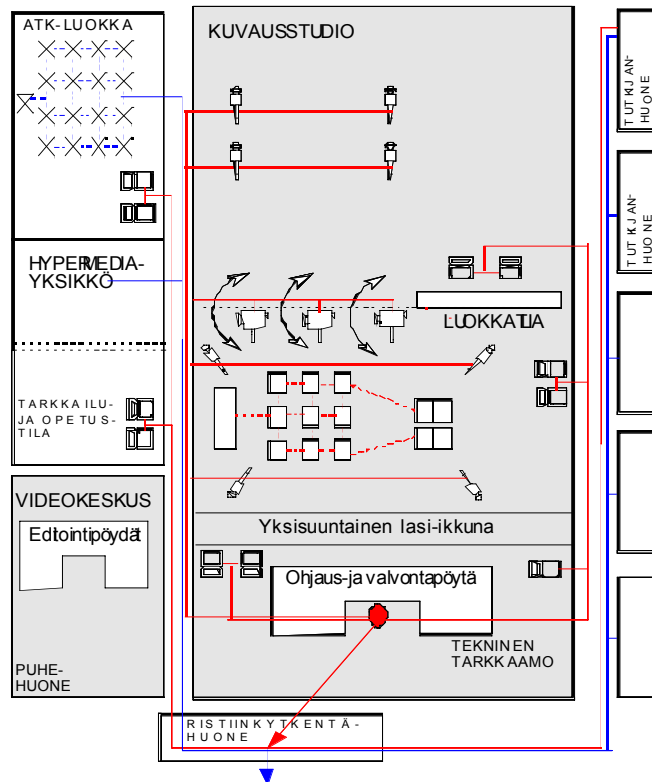 ATK-LUOKKA
KUVAUSSTUDIO
TUTKIJAN-
HUONE
TUTKIJAN-
HUONE
HYPERMEDIA-
YKSIKKÖ
LUOKKATILA
TARKKAILU-
JA OPETUS-
TILA
VIDEOKESKUS
Editointipöydät
Yksisuuntainen lasi-ikkuna
Ohjaus-ja valvontapöytä
TEKNINEN
TARKKAAMO
PUHE-
HUONE
RISTIINKYTKENTÄ-
HUONE